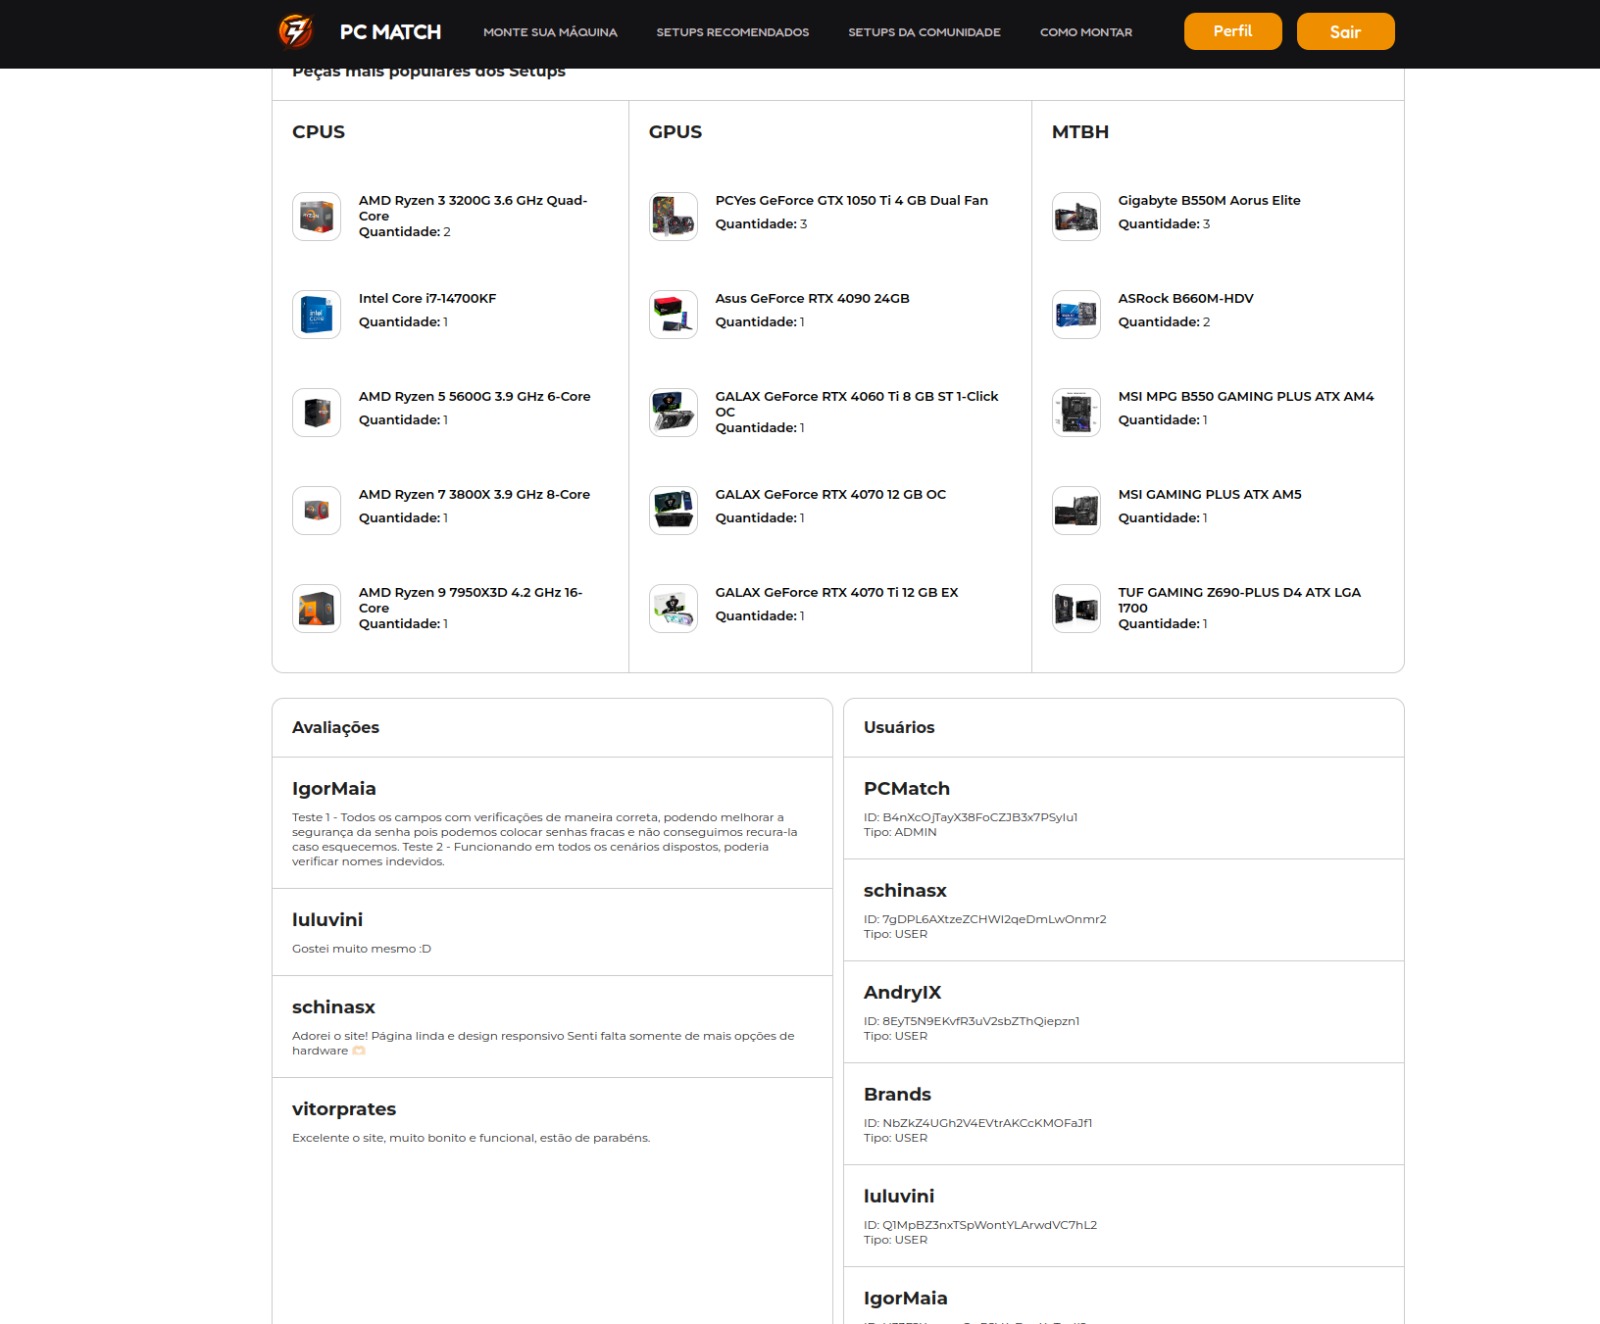 PC MATCH
MONTE SUA MÁQUINA
SETUPS RECOMENDADOS
SETUPS DA COMUNIDADE
COMO MONTAR
Perfil
Sair
Peças mais populares dos Setups
CPUS
AMD Ryzen 3 3200G 3.6 GHz Quad-
Core
Quantidade: 2
Intel Core i7-14700KF
Quantidade: 1
AMD Ryzen 5 5600G 3.9 GHz 6-Core
Quantidade: 1
AMD Ryzen 7 3800X 3.9 GHz 8-Core
Quantidade: 1
AMD Ryzen 9 7950X3D 4.2 GHz 16-
Core
Quantidade: 1
GPUS
PCYes GeForce GTX 1050 Ti 4 GB Dual Fan
Quantidade: 3
Asus GeForce RTX 4090 24GB
Quantidade: 1
GALAX GeForce RTX 4060 Ti 8 GB ST 1-Click
OC
Quantidade: 1
GALAX GeForce RTX 4070 12 GB OC
Quantidade: 1
GALAX GeForce RTX 4070 Ti 12 GB EX
Quantidade: 1
MTBH
Gigabyte B550M Aorus Elite
Quantidade: 3
ASRock B660M-HDV
Quantidade: 2
MSI MPG B550 GAMING PLUS ATX AM4
Quantidade: 1
MSI GAMING PLUS ATX AM5
Quantidade: 1
TUF GAMING Z690-PLUS D4 ATX LGA
1700
Quantidade: 1
Avaliações
IgorMaia
Teste 1 - Todos os campos com verificações de maneira correta, podendo melhorar a
segurança da senha pois podemos colocar senhas fracas e não conseguimos recura-la
caso esquecemos. Teste 2 - Funcionando em todos os cenários dispostos, poderia
verificar nomes indevidos.
luluvini
Gostei muito mesmo :D
schinasx
Adorei o site! Página linda e design responsivo Senti falta somente de mais opções de
hardware 🫶🏻
vitorprates
Excelente o site, muito bonito e funcional, estão de parabéns.
Usuários
PCMatch
ID: B4nXcOjTayX38FoCZJB3x7PSyIu1
Tipo: ADMIN
schinasx
ID: 7gDPL6AXtzeZCHWI2qeDmLwOnmr2
Tipo: USER
AndryIX
ID: 8EyT5N9EKvfR3uV2sbZThQiepzn1
Tipo: USER
Brands
ID: NbZkZ4UGh2V4EVtrAKCcKMOFaJf1
Tipo: USER
luluvini
ID: Q1MpBZ3nxTSpWontYLArwdVC7hL2
Tipo: USER
IgorMaia